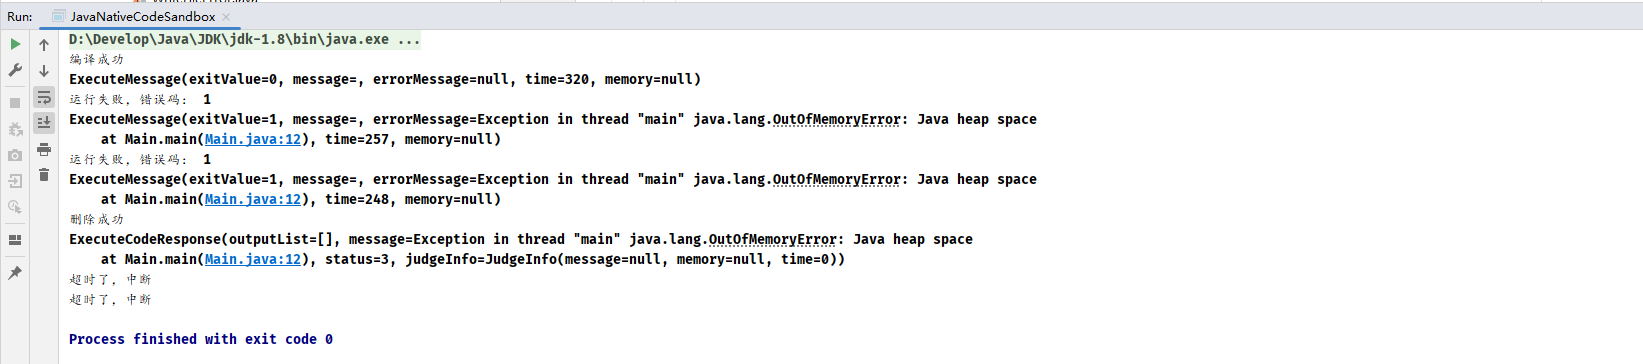 Run: JavaNativeCodeSandbox ×
D:\Develop\Java\JDK\jdk-1.8\bin\java.exe ...
编译成功
ExecuteMessage(exitValue=0, message=, errorMessage=null, time=320, memory=null)
运行失败，错误码： 1
ExecuteMessage(exitValue=1, message=, errorMessage=Exception in thread "main" java.lang.OutOfMemoryError: Java heap space
    at Main.main(Main.java:12), time=257, memory=null)
运行失败，错误码： 1
ExecuteMessage(exitValue=1, message=, errorMessage=Exception in thread "main" java.lang.OutOfMemoryError: Java heap space
    at Main.main(Main.java:12), time=248, memory=null)
删除成功
ExecuteCodeResponse(outputList=[], message=Exception in thread "main" java.lang.OutOfMemoryError: Java heap space
    at Main.main(Main.java:12), status=3, judgeInfo=JudgeInfo(message=null, memory=null, time=0))
超时了，中断
超时了，中断
Process finished with exit code 0